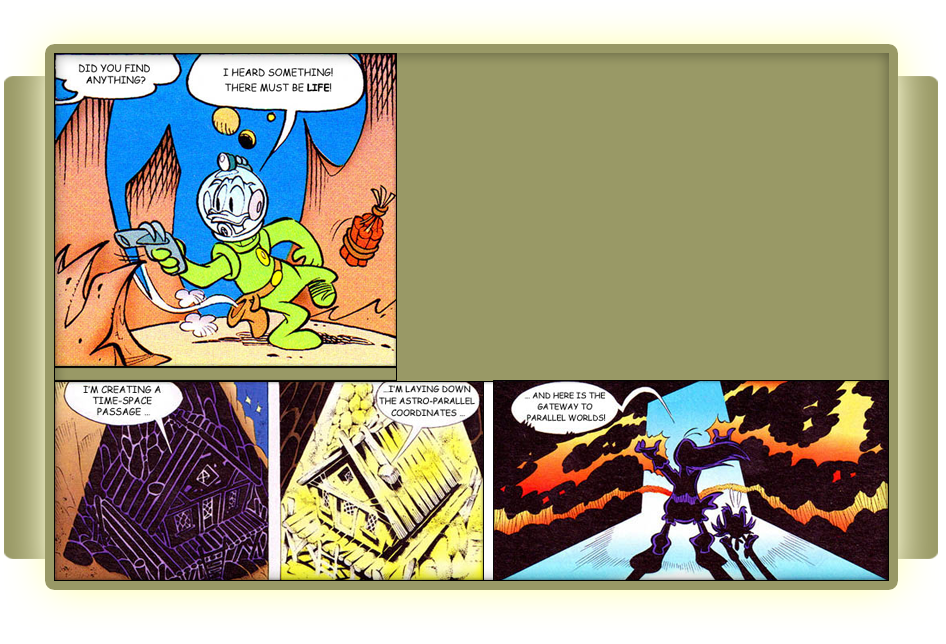 DID YOU FIND
ANYTHING?
I HEARD SOMETHING!
THERE MUST BE LIFE!
I'M CREATING A
TIME-SPACE
PASSAGE ...
...I'M LAYING DOWN
THE ASTRO-PARALLEL
COORDINATES ...
... AND HERE IS THE
GATEWAY TO
PARALLEL WORLDS!